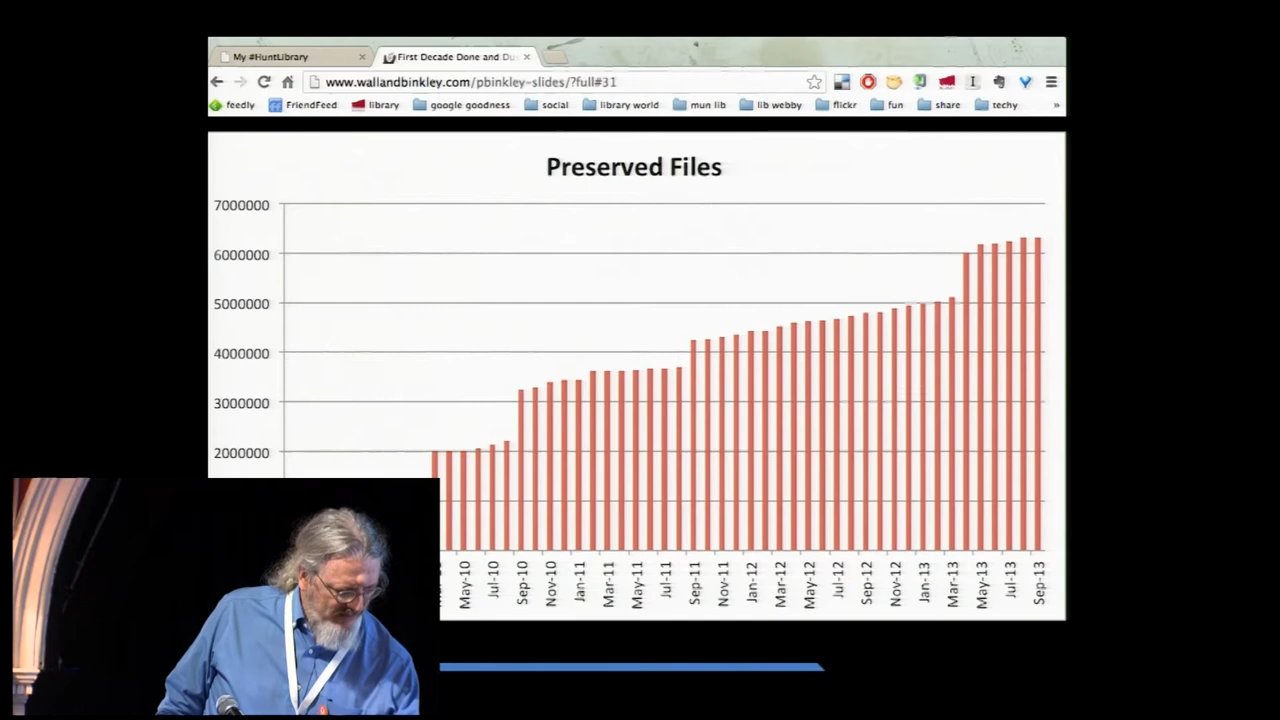 My #HuntLibrary
First Decade Done and Du
www.wallandbinkley.com/pbinkley-slides/?full#31
feedly FriendFeed library google goodness social library world mun lib lib webby flickr fun share techy »
Preserved Files
7000000
6000000
5000000
4000000
3000000
2000000
May-10 Jul-10 Sep-10 Nov-10 Jan-11 Mar-11 May-11 Jul-11 Sep-11 Nov-11 Jan-12 Mar-12 May-12 Jul-12 Sep-12 Nov-12 Jan-13 Mar-13 May-13 Jul-13 Sep-13